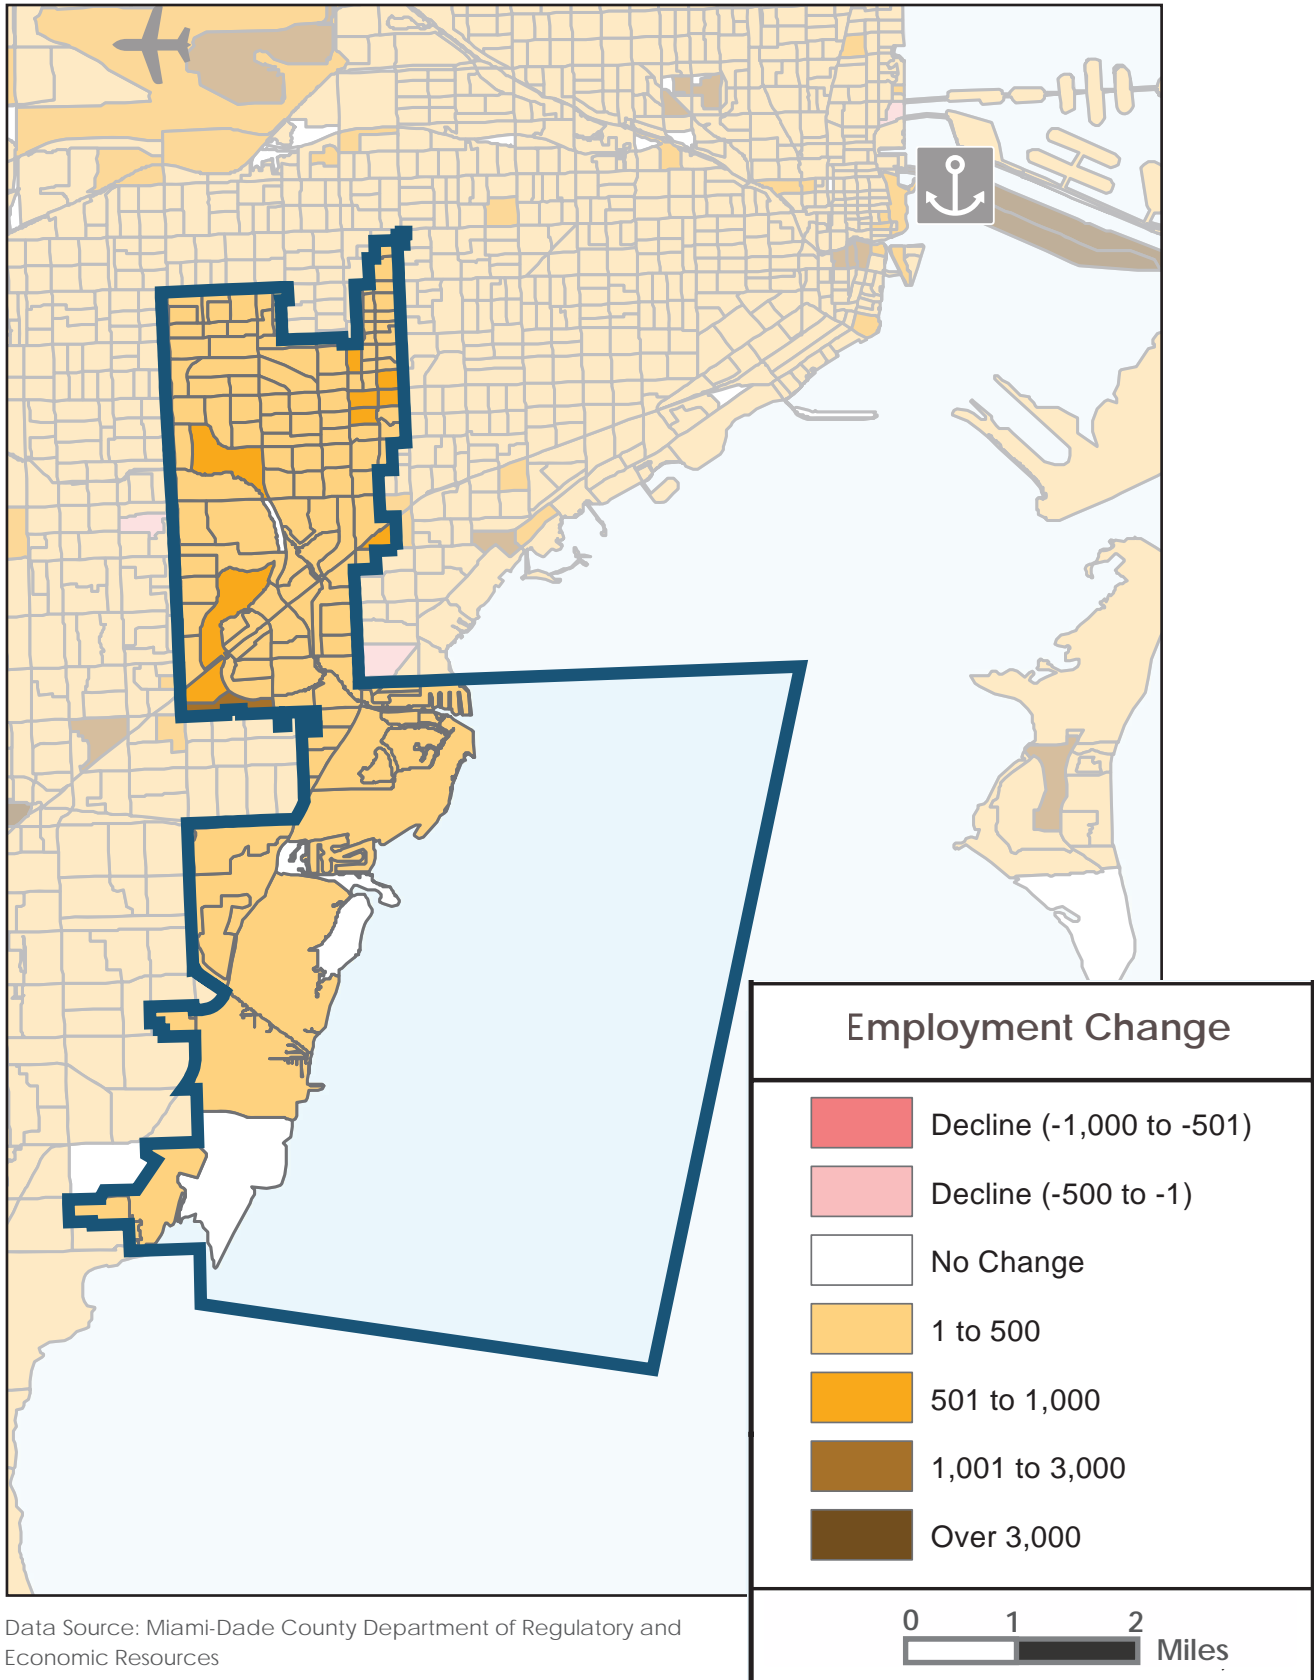 Employment Change
Decline (-1,000 to -501)
Decline (-500 to -1)
No Change
1 to 500
501 to 1,000
1,001 to 3,000
Over 3,000
0 1 2
Miles
Data Source: Miami-Dade County Department of Regulatory and
Economic Resources